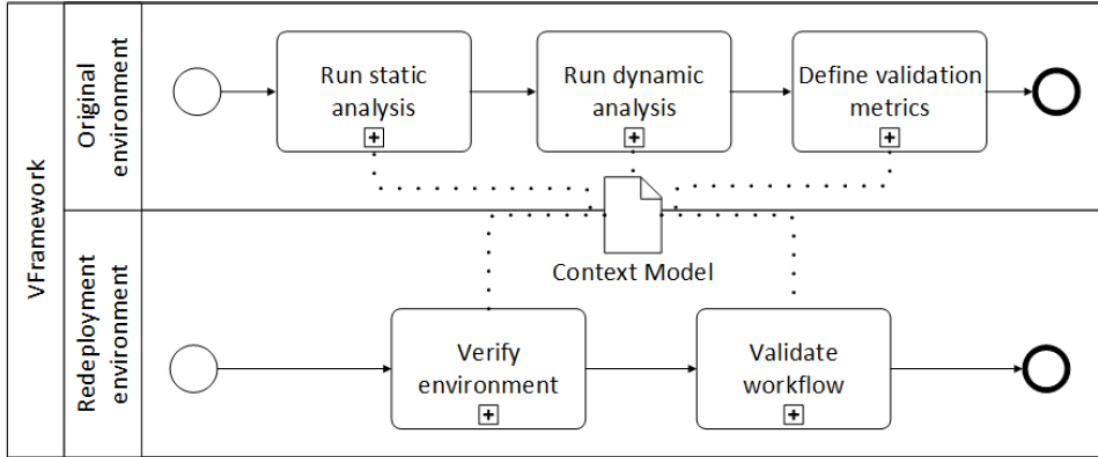 VFramework
Original
environment
Run static
analysis
Run dynamic
analysis
Define validation
metrics
Context Model
Redeployment
environment
Verify
environment
Validate
workflow